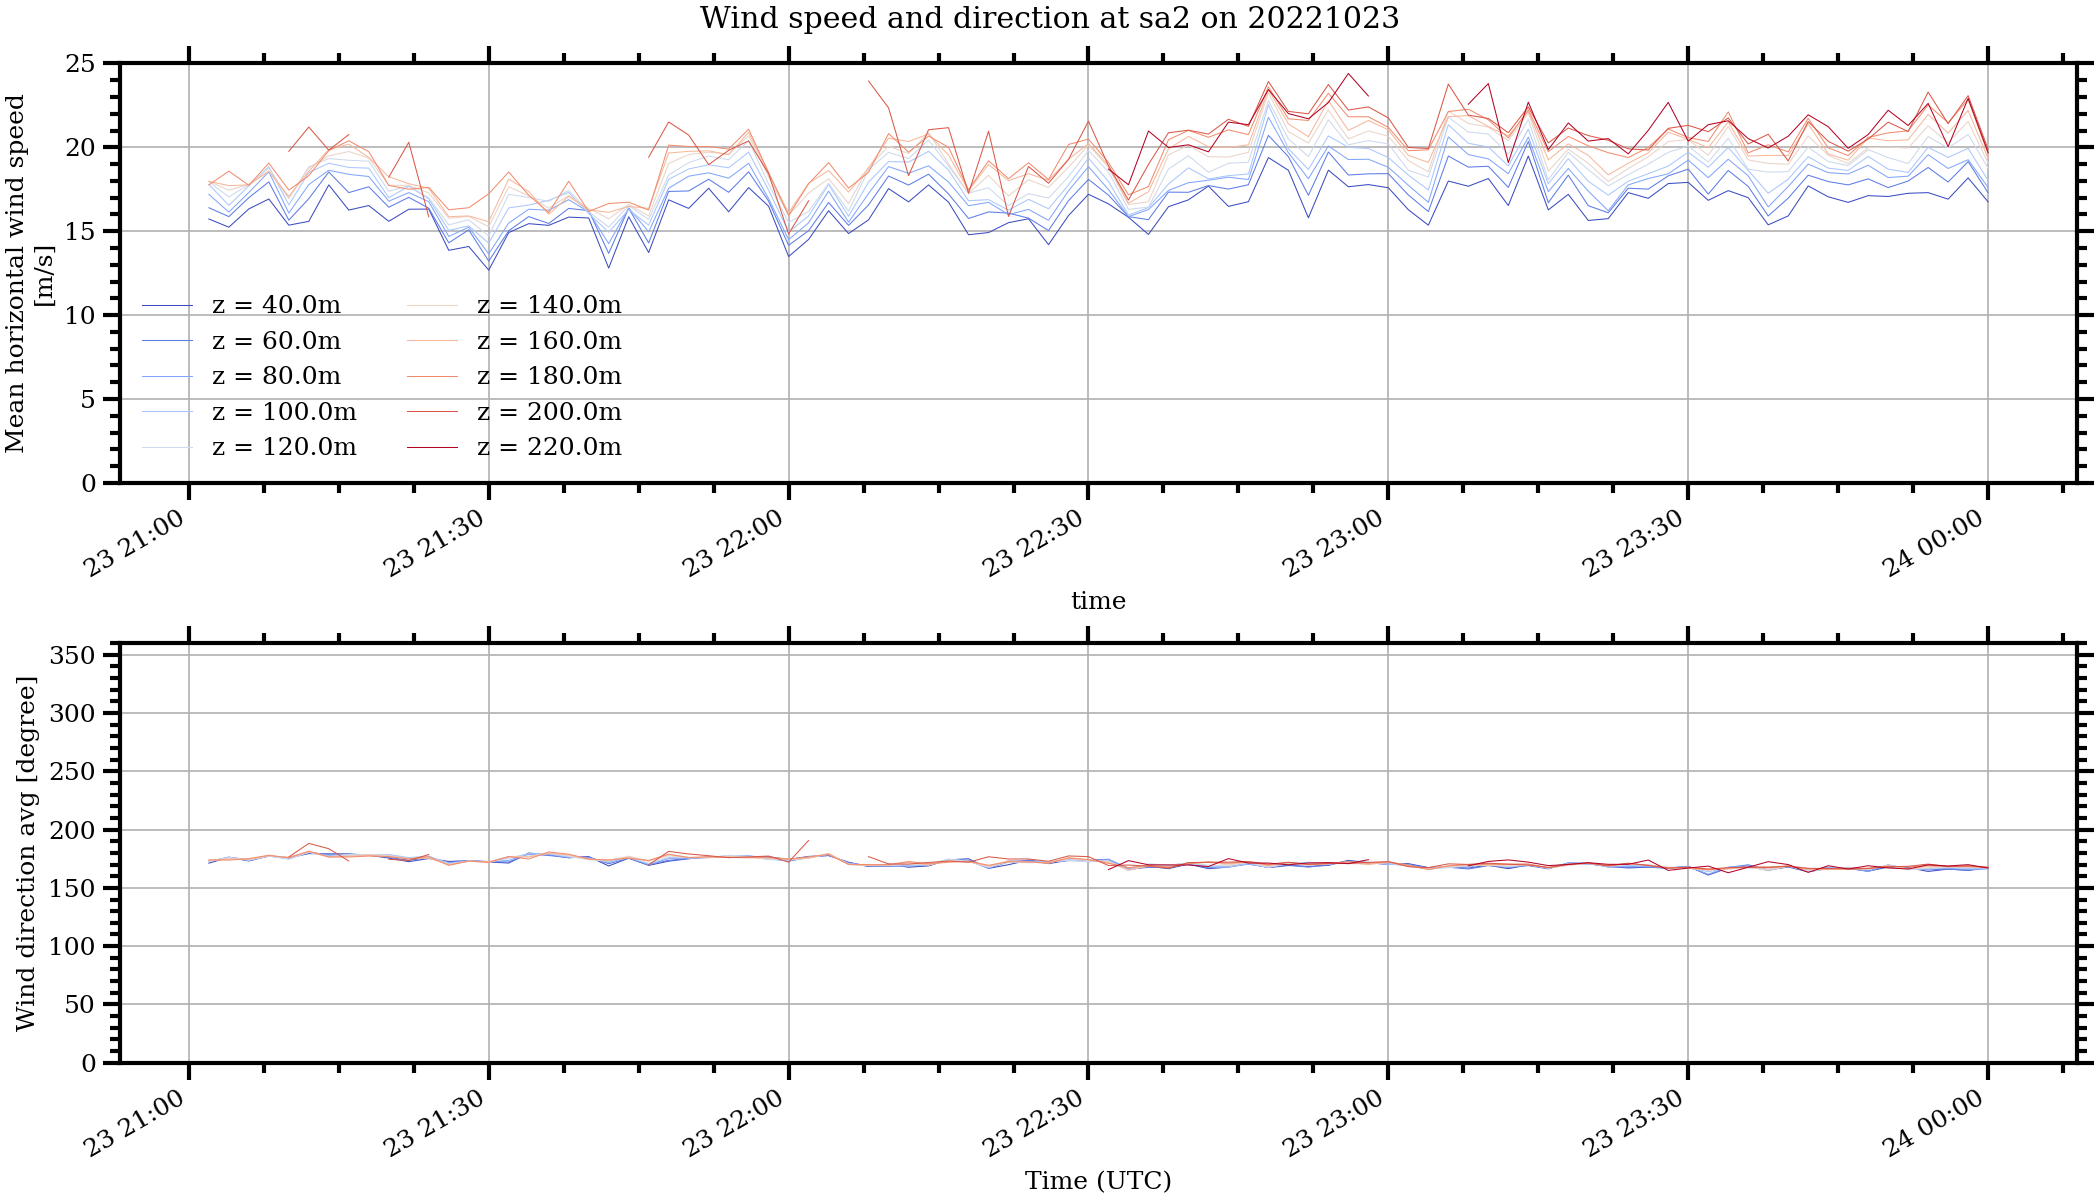 Wind speed and direction at sa2 on 20221023
Mean horizontal wind speed
[m/s]
25
20
15
10
5
0
z = 40.0m
z = 60.0m
z = 80.0m
z = 100.0m
z = 120.0m
z = 140.0m
z = 160.0m
z = 180.0m
z = 200.0m
z = 220.0m
23 21:00
23 21:30
23 22:00
23 22:30
23 23:00
23 23:30
24 00:00
time
Wind direction avg [degree]
350
300
250
200
150
100
50
0
23 21:00
23 21:30
23 22:00
23 22:30
23 23:00
23 23:30
24 00:00
Time (UTC)